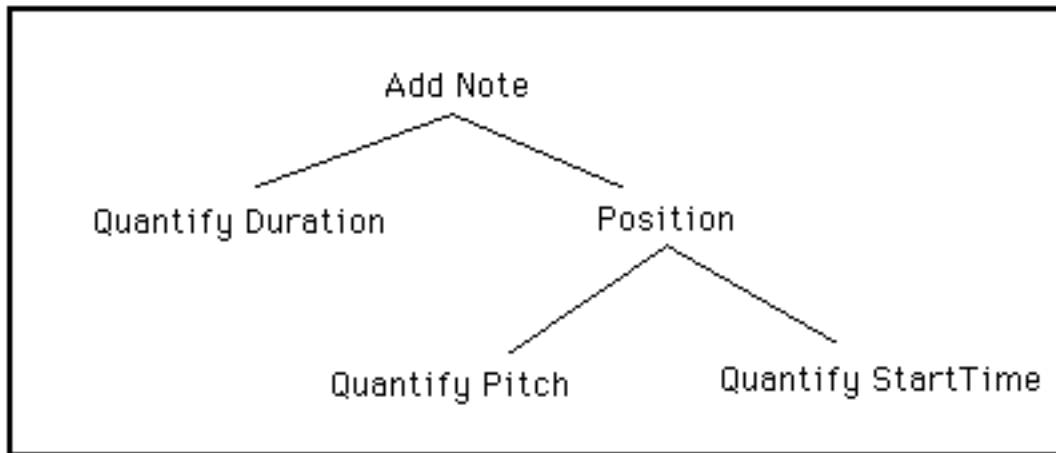 Add Note
Quantify Duration
Position
Quantify Pitch
Quantify StartTime